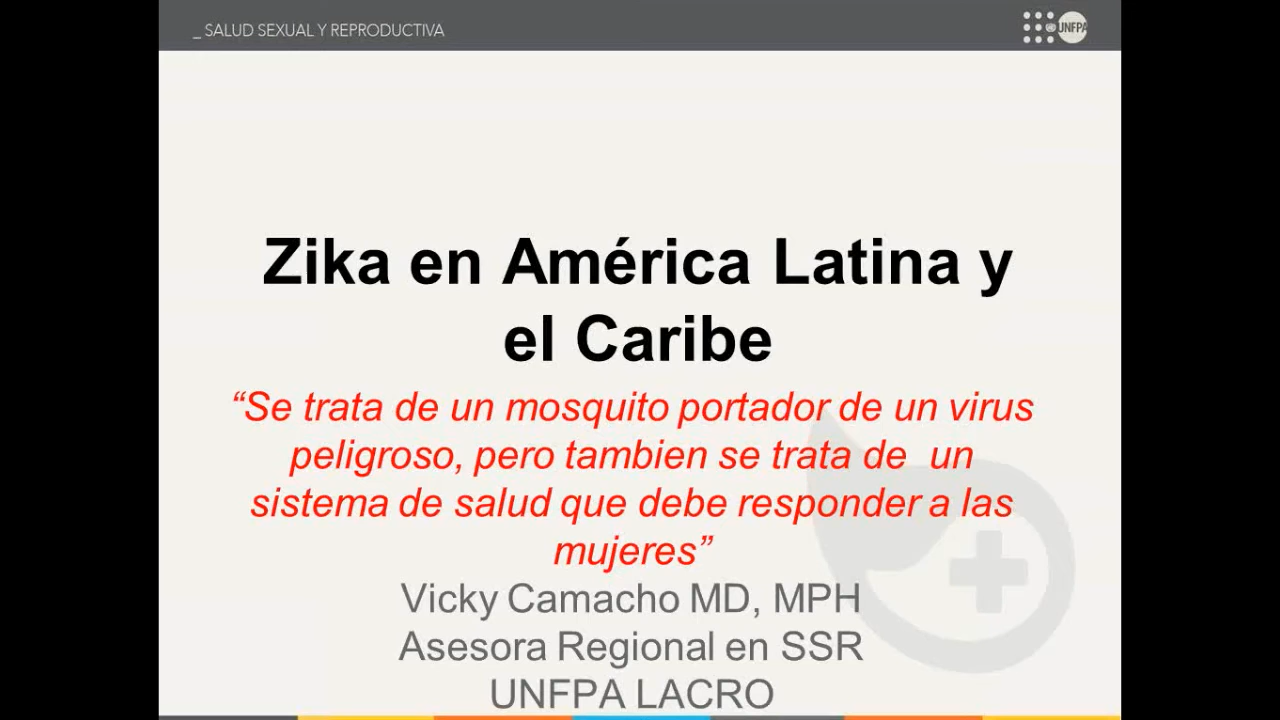 _ SALUD SEXUAL Y REPRODUCTIVA
UNFPA
Zika en América Latina y
el Caribe
“Se trata de un mosquito portador de un virus
peligroso, pero tambien se trata de un
sistema de salud que debe responder a las
mujeres”
Vicky Camacho MD, MPH
Asesora Regional en SSR
UNFPA LACRO